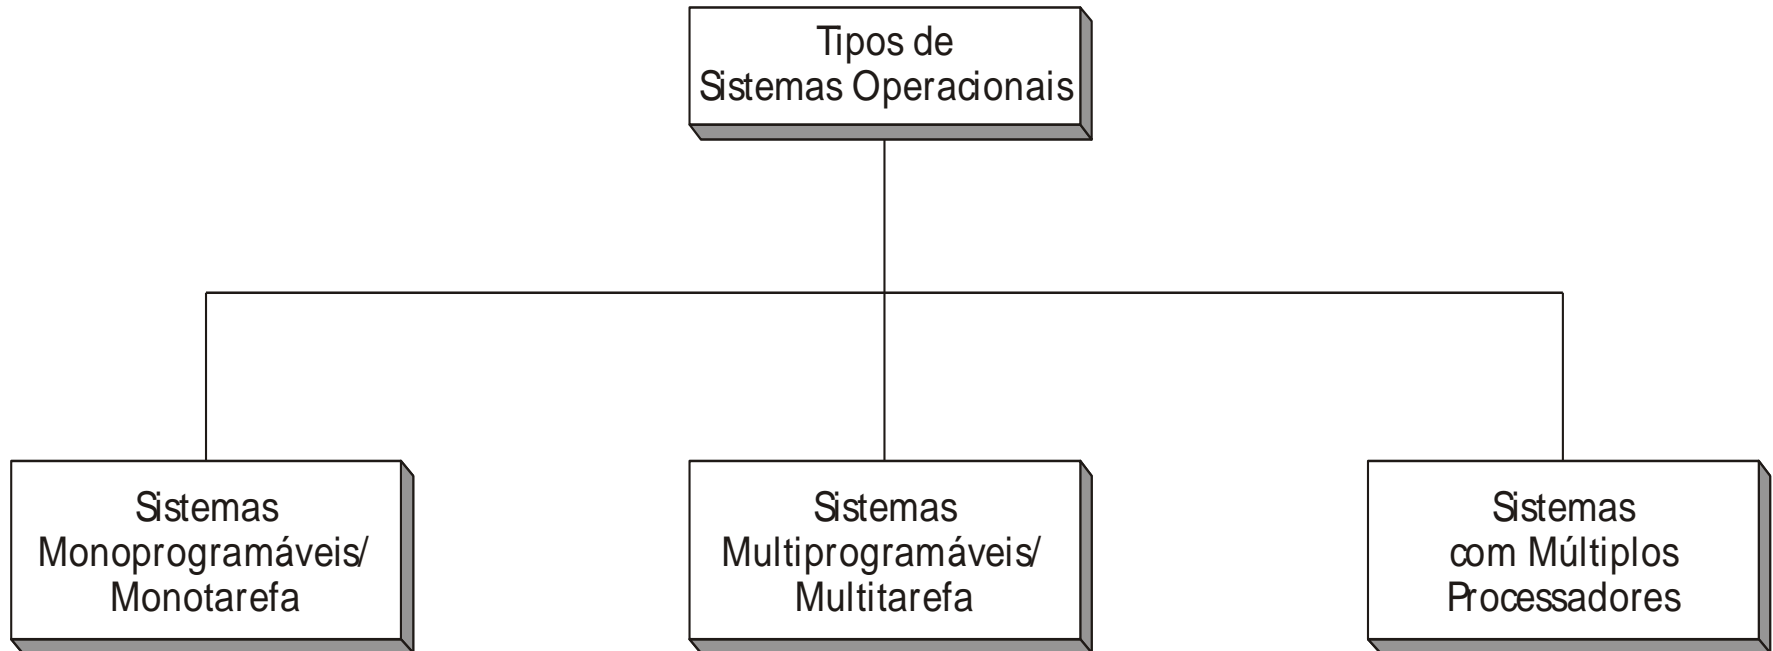 Tipos de
Sistemas Operacionais
Sistemas
Monoprogramáveis/
Monotarefa
Sistemas
Multiprogramáveis/
Multitarefa
Sistemas
com Múltiplos
Processadores